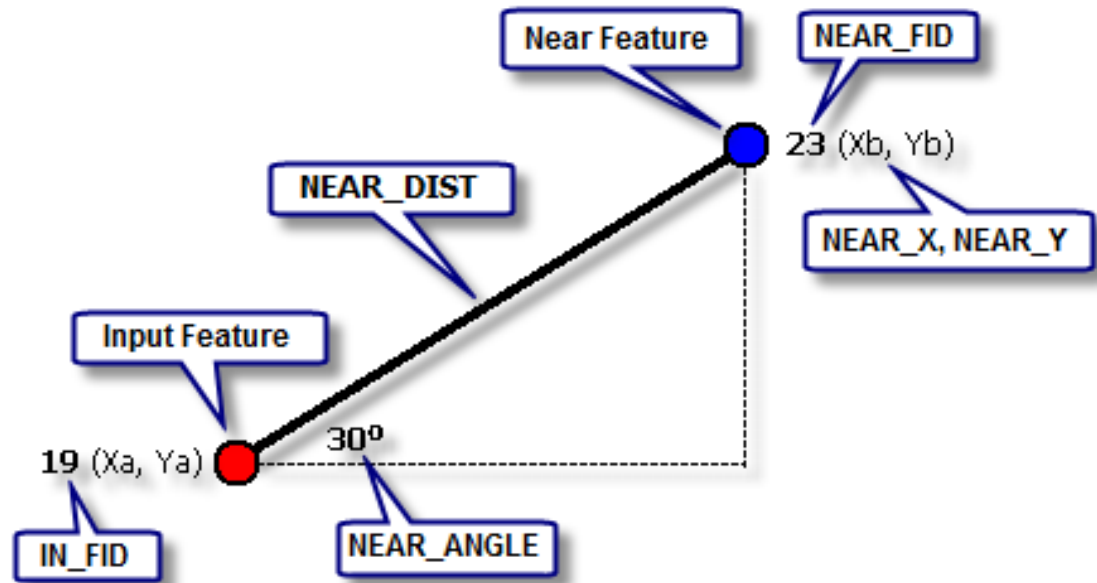 Near Feature
NEAR_FID
23 (Xb, Yb)
NEAR_DIST
NEAR_X, NEAR_Y
Input Feature
30º
19 (Xa, Ya)
IN_FID
NEAR_ANGLE